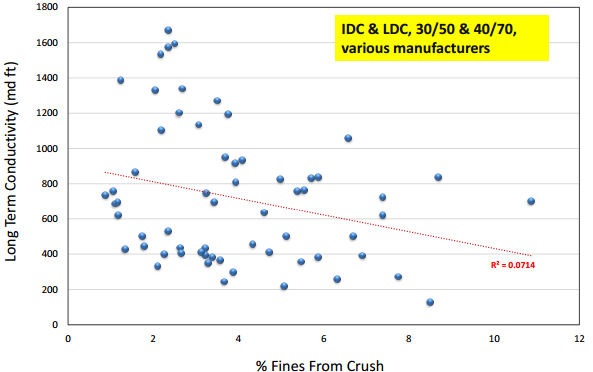 IDC & LDC, 30/50 & 40/70,
various manufacturers
Long Term Conductivity (md ft)
1800
1600
1400
1200
1000
800
600
400
200
0
R² = 0.0714
0 2 4 6 8 10 12
% Fines From Crush